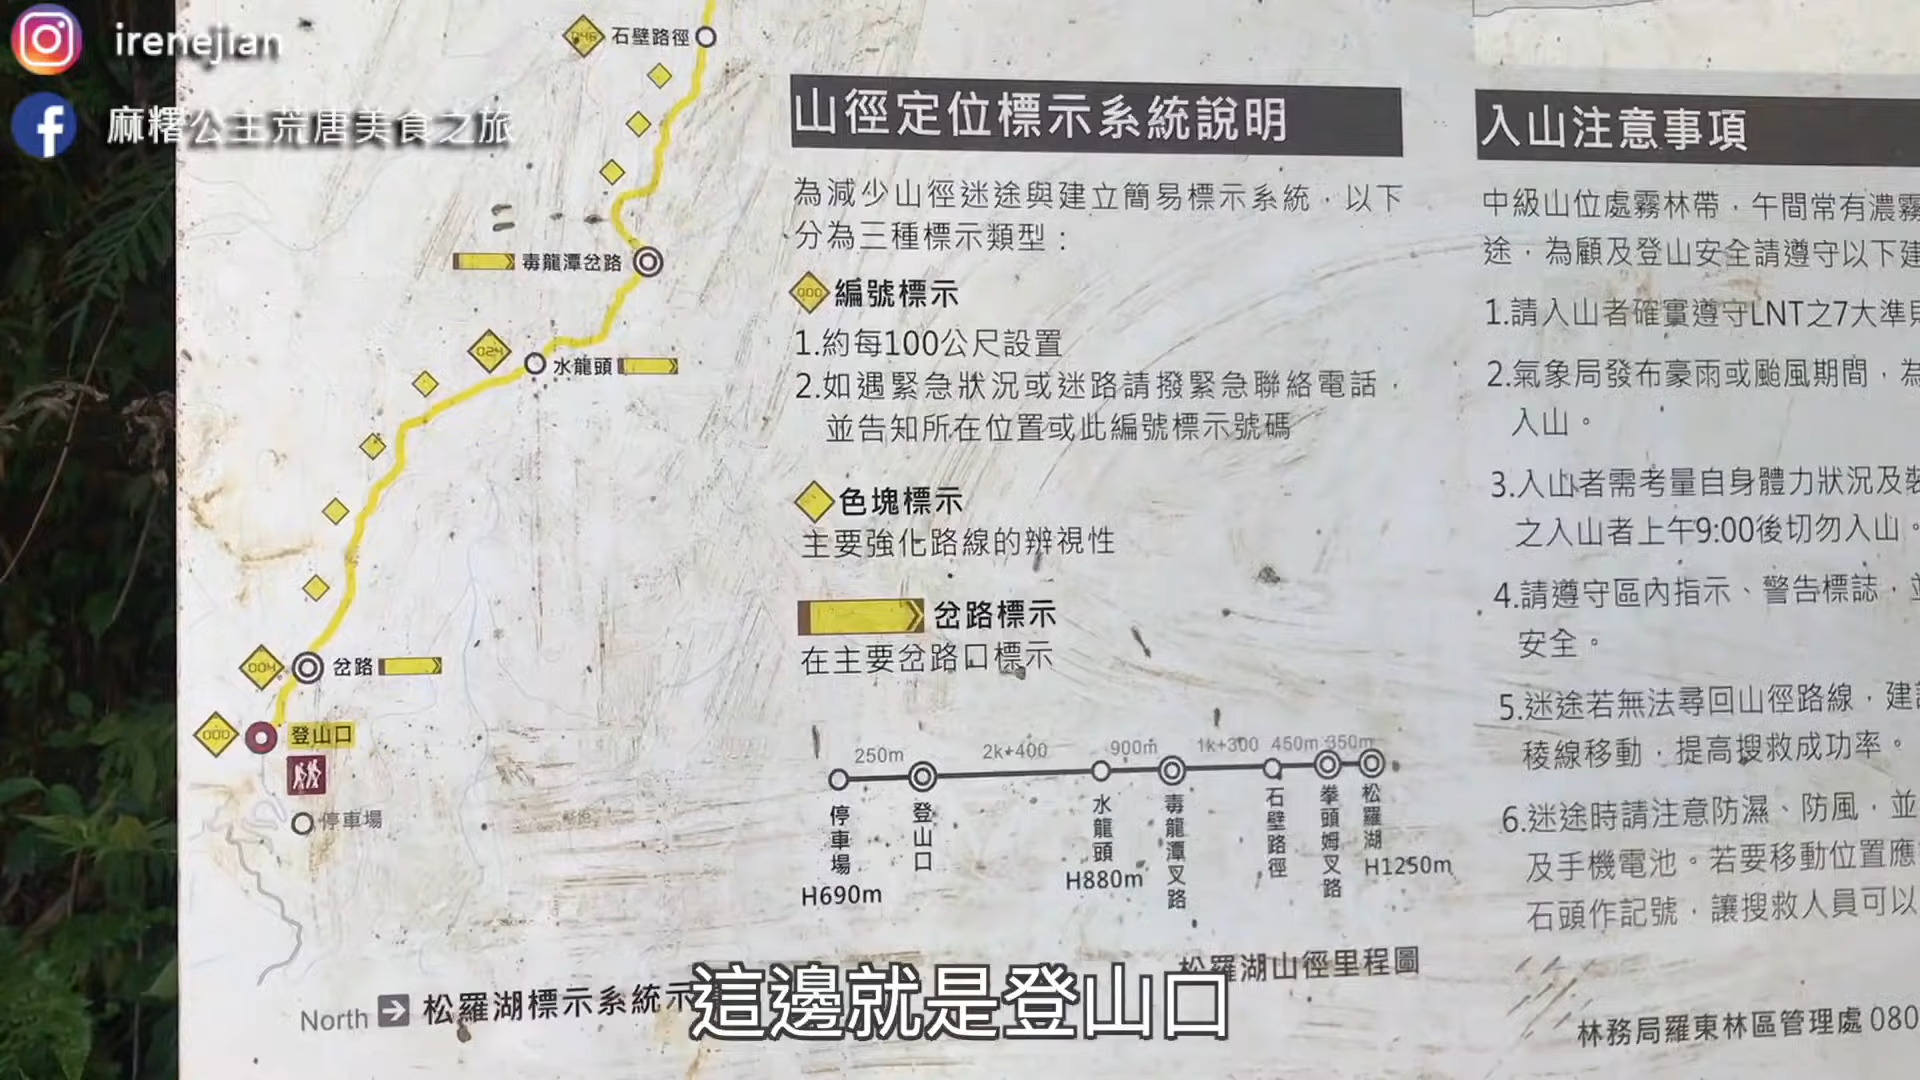 irenejian
麻糬公主荒唐美食之旅
046 石壁路徑
毒龍潭岔路
024
水龍頭
004 岔路
000 登山口
停車場
North 松羅湖標示系統示
山徑定位標示系統說明
為減少山徑迷途與建立簡易標示系統，以下
分為三種標示類型：
000 編號標示
1.約每100公尺設置
2.如遇緊急狀況或迷路請撥緊急聯絡電話，
並告知所在位置或此編號標示號碼
色塊標示
主要強化路線的辨視性
岔路標示
在主要岔路口標示
250m 2k+400 900m 1k+300 450m 350m
停車場
H690m
登山口
水龍頭
H880m
毒龍潭叉路
石壁路徑
拳頭姆叉路
松羅湖
H1250m
松羅湖山徑里程圖
入山注意事項
中級山位處霧林帶，午間常有濃霧
途，為顧及登山安全請遵守以下建
1.請入山者確實遵守LNT之7大準則
2.氣象局發布豪雨或颱風期間，為
入山。
3.入山者需考量自身體力狀況及裝
之入山者上午9:00後切勿入山。
4.請遵守區內指示、警告標誌，並
安全。
5.迷途若無法尋回山徑路線，建議
稜線移動，提高搜救成功率。
6.迷途時請注意防濕、防風，並
及手機電池。若要移動位置應
石頭作記號，讓搜救人員可以
林務局羅東林區管理處 080
這邊就是登山口